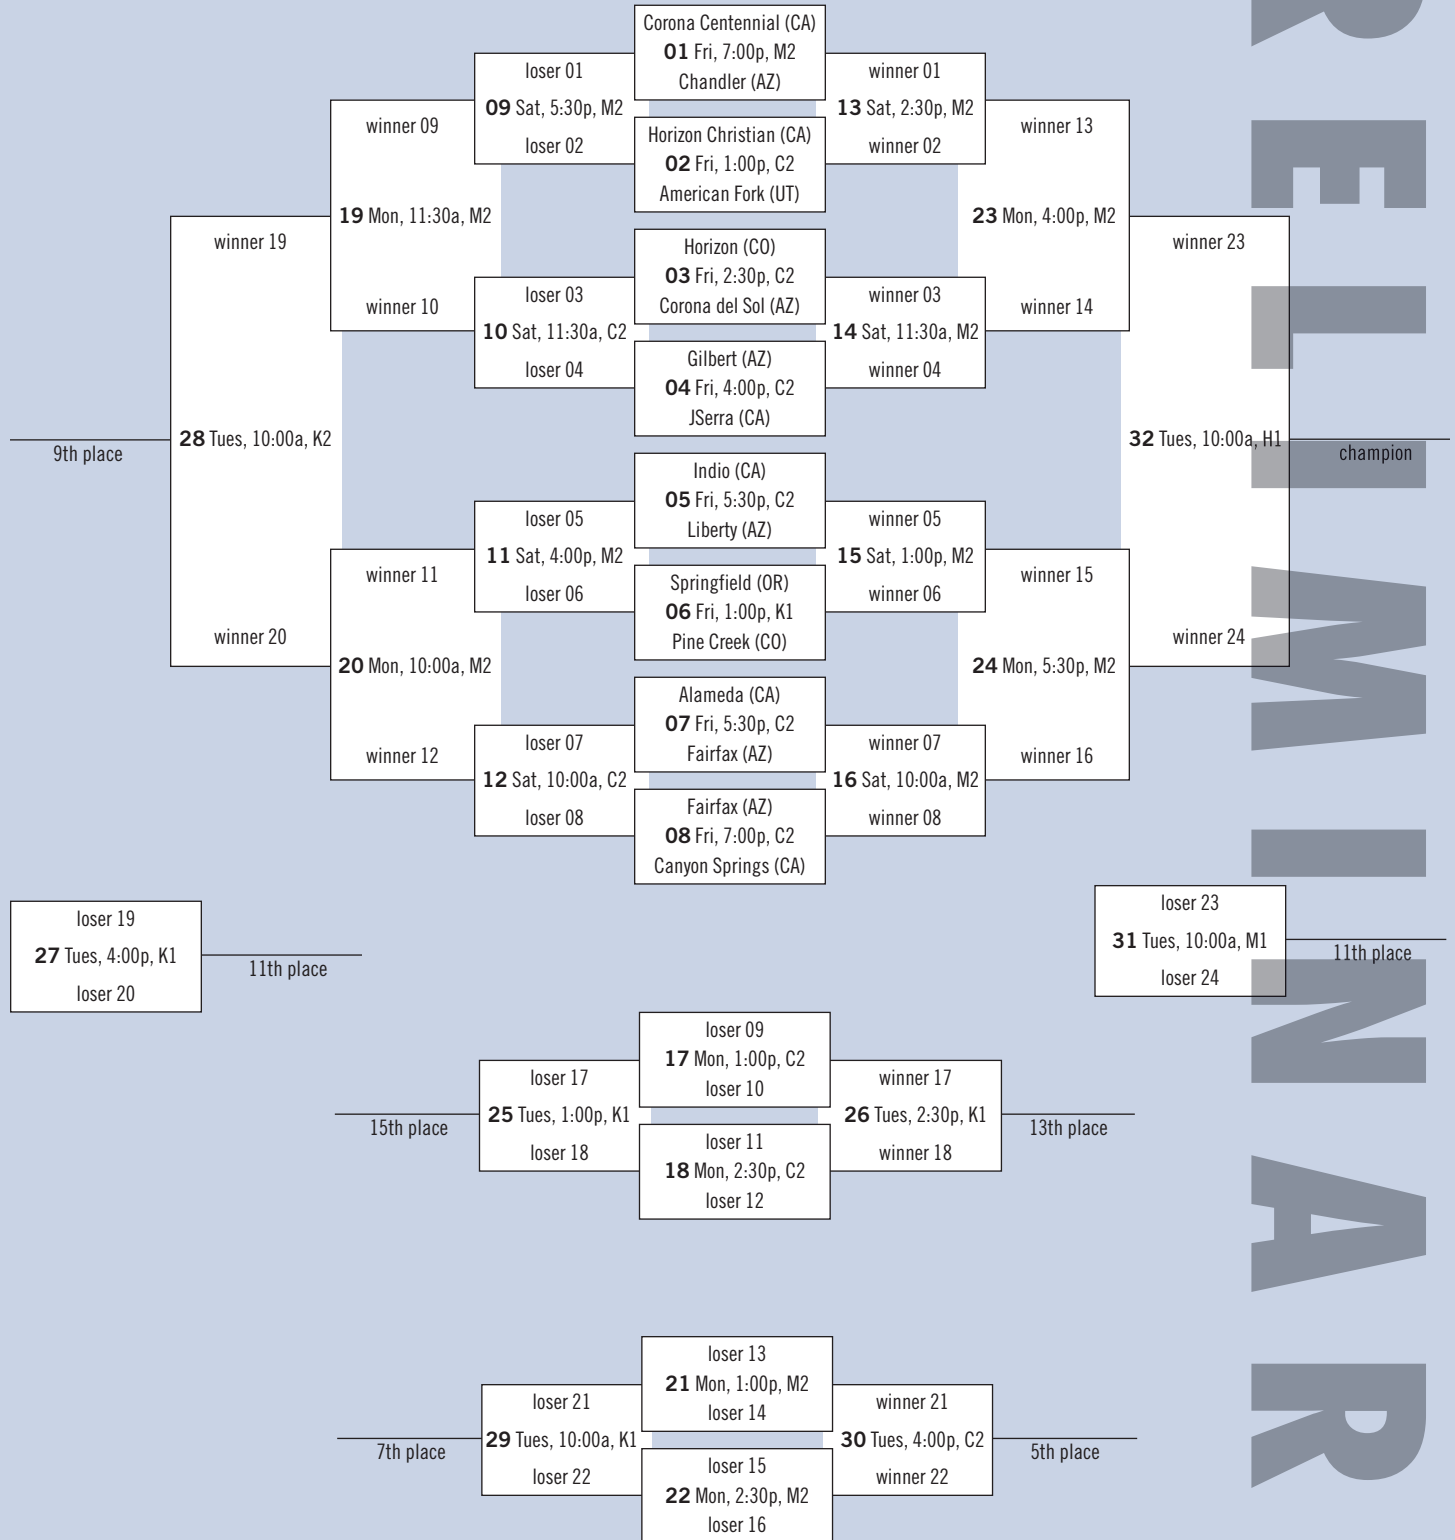 Corona Centennial (CA)
01 Fri, 7:00p, M2
Chandler (AZ)
Horizon Christian (CA)
02 Fri, 1:00p, C2
American Fork (UT)
Horizon (CO)
03 Fri, 2:30p, C2
Corona del Sol (AZ)
Gilbert (AZ)
04 Fri, 4:00p, C2
JSerra (CA)
Indio (CA)
05 Fri, 5:30p, C2
Liberty (AZ)
Springfield (OR)
06 Fri, 1:00p, K1
Pine Creek (CO)
Alameda (CA)
07 Fri, 5:30p, C2
Fairfax (AZ)
Fairfax (AZ)
08 Fri, 7:00p, C2
Canyon Springs (CA)
loser 01
09 Sat, 5:30p, M2
loser 02
loser 03
10 Sat, 11:30a, C2
loser 04
loser 05
11 Sat, 4:00p, M2
loser 06
loser 07
12 Sat, 10:00a, C2
loser 08
winner 01
13 Sat, 2:30p, M2
winner 02
winner 03
14 Sat, 11:30a, M2
winner 04
winner 05
15 Sat, 1:00p, M2
winner 06
winner 07
16 Sat, 10:00a, M2
winner 08
winner 09
19 Mon, 11:30a, M2
winner 10
winner 11
20 Mon, 10:00a, M2
winner 12
winner 13
23 Mon, 4:00p, M2
winner 14
winner 15
24 Mon, 5:30p, M2
winner 16
winner 19
28 Tues, 10:00a, K2
winner 20
9th place
winner 23
32 Tues, 10:00a, H1
winner 24
champion
loser 19
27 Tues, 4:00p, K1
loser 20
11th place
loser 23
31 Tues, 10:00a, M1
loser 24
11th place
loser 09
17 Mon, 1:00p, C2
loser 10
loser 11
18 Mon, 2:30p, C2
loser 12
loser 17
25 Tues, 1:00p, K1
loser 18
15th place
winner 17
26 Tues, 2:30p, K1
winner 18
13th place
loser 13
21 Mon, 1:00p, M2
loser 14
loser 15
22 Mon, 2:30p, M2
loser 16
loser 21
29 Tues, 10:00a, K1
loser 22
7th place
winner 21
30 Tues, 4:00p, C2
winner 22
5th place
RELIMINAR